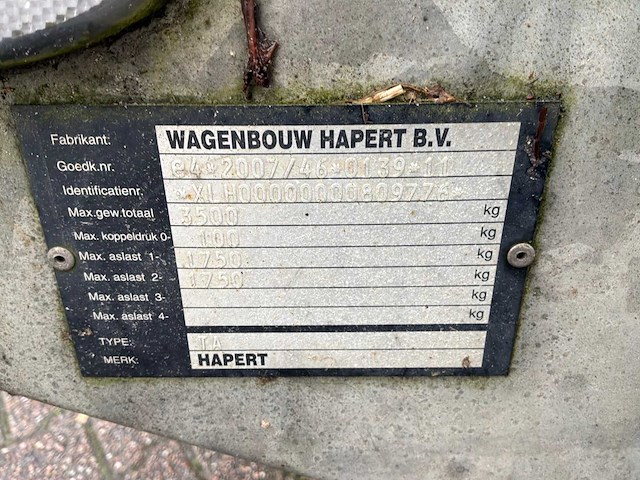 Fabrikant: WAGENBOUW HAPERT B.V.
Goedk.nr. e4*2007/46*0139*11
Identificatienr. *XLH00000000809776*
Max.gew.totaal 3500 kg
Max. koppeldruk 0- 100 kg
Max. aslast 1- 1750 kg
Max. aslast 2- 1750 kg
Max. aslast 3- kg
Max. aslast 4- kg
TYPE: TA
MERK: HAPERT